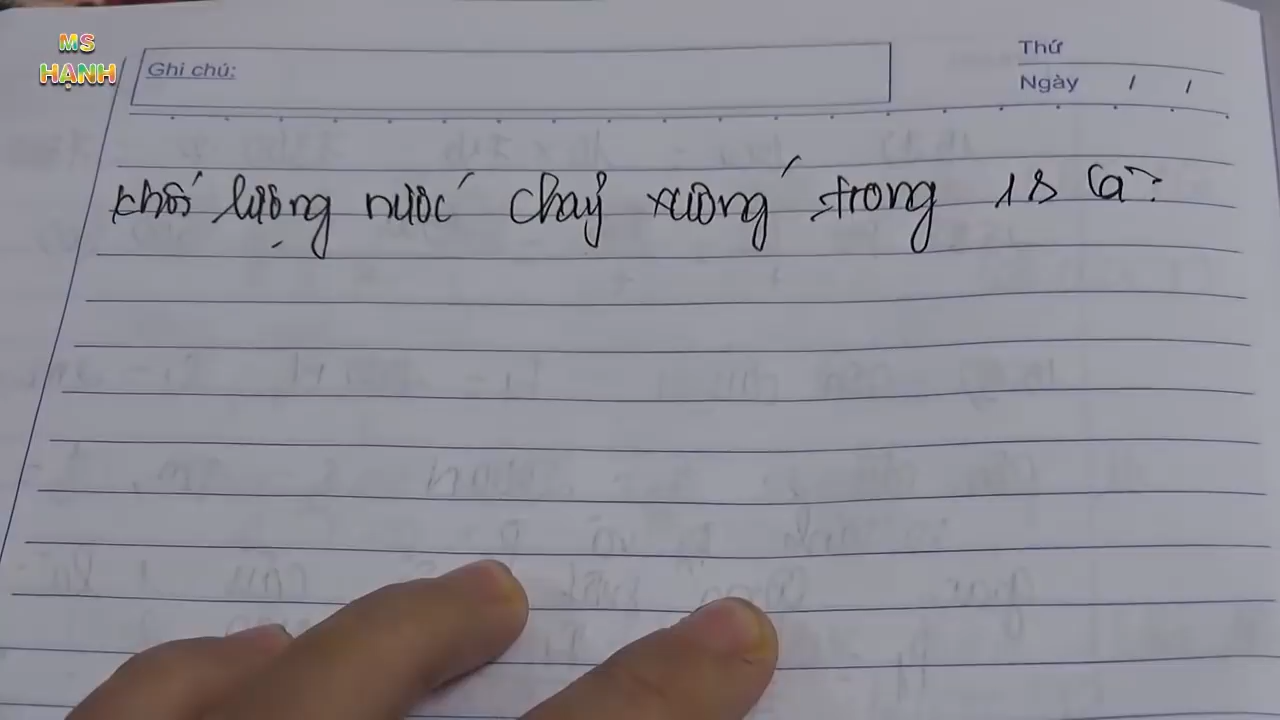 MS
HẠNH
Ghi chú:
Thứ
Ngày / /
khối lượng nước chảy xuống trong 1s là: